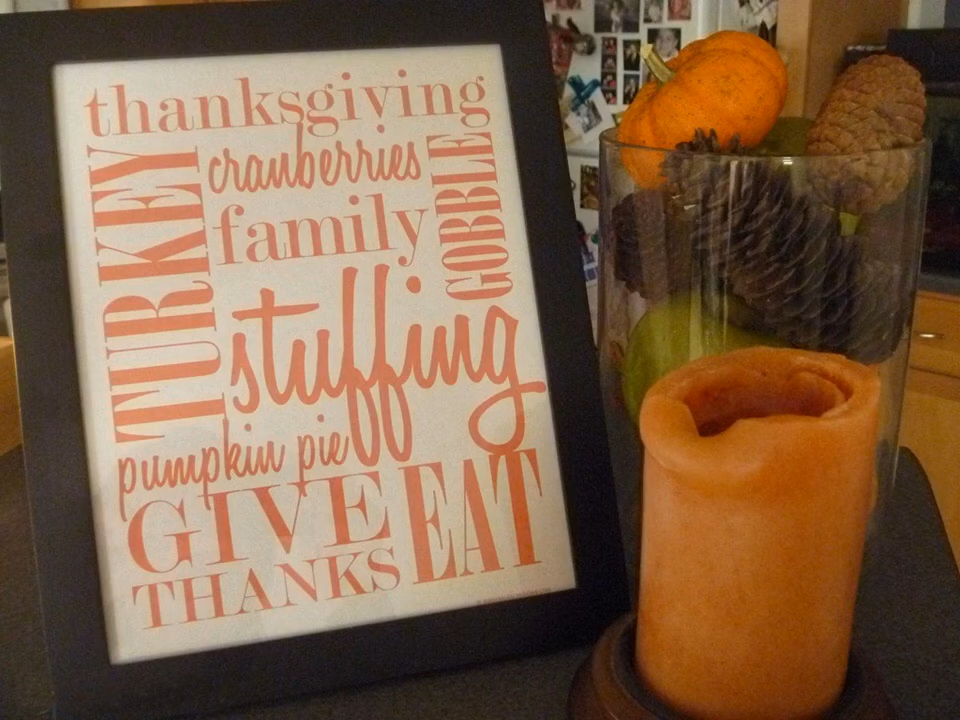 thanksgiving
TURKEY
cranberries
GOBBLE
family
stuffing
pumpkin pie
GIVE
THANKS
EAT